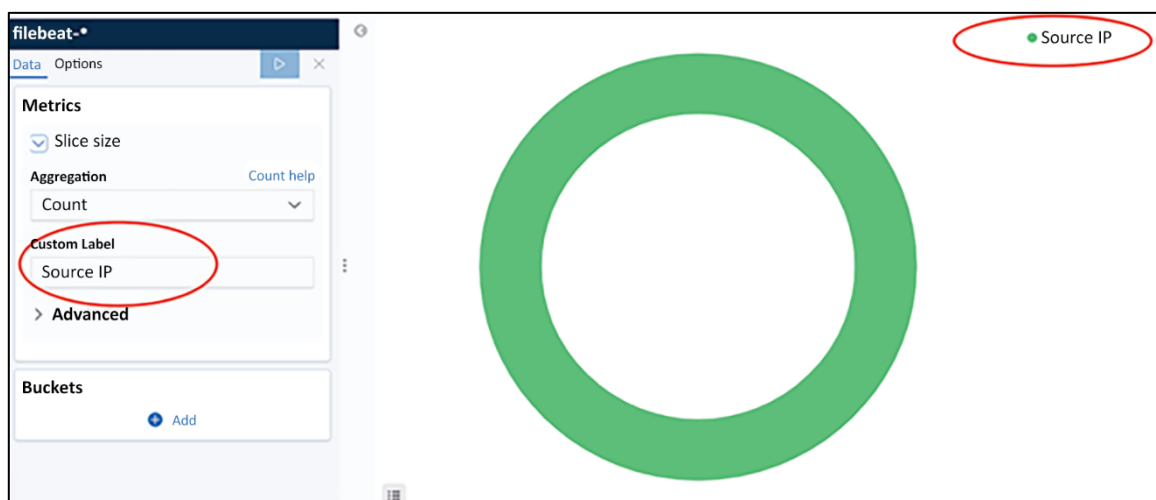 filebeat-*
Data Options
Metrics
Slice size
Aggregation Count help
Count
Custom Label
Source IP
Advanced
Buckets
Add
Source IP